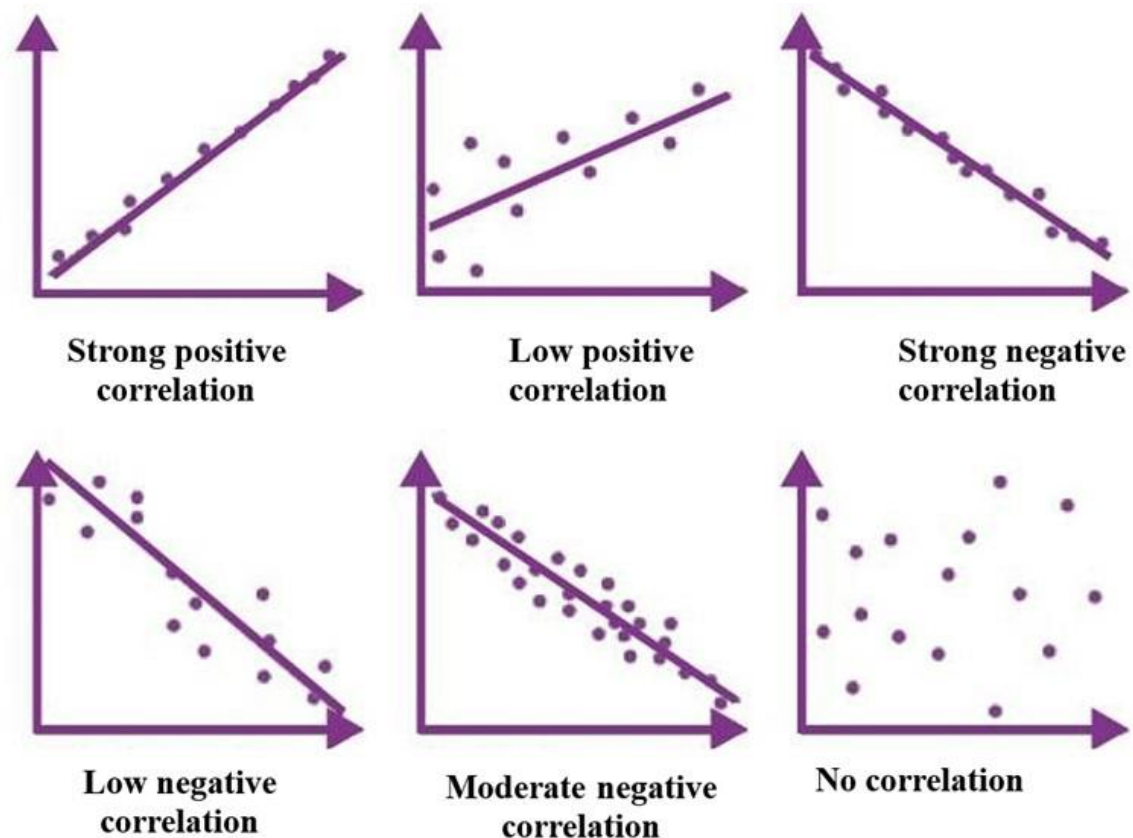 Strong positive
correlation
Low positive
correlation
Strong negative
correlation
Low negative
correlation
Moderate negative
correlation
No correlation